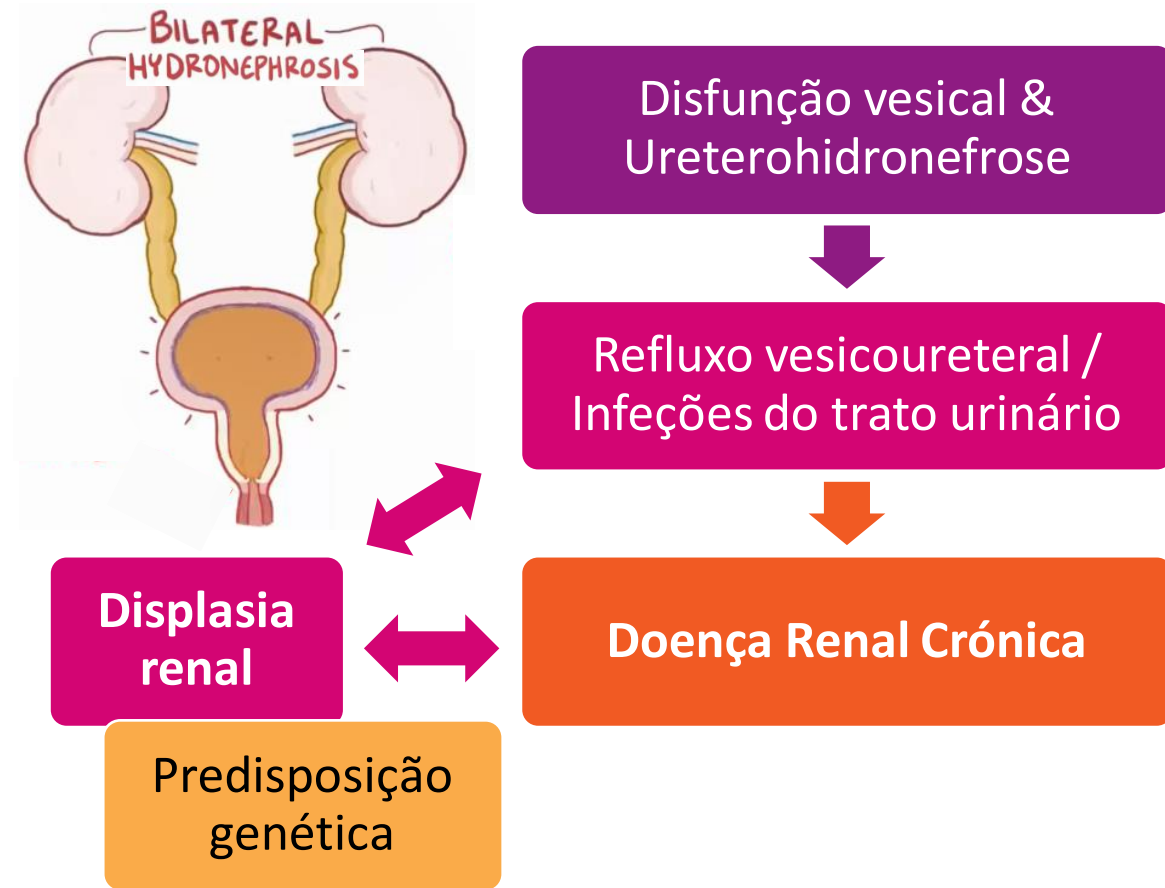 BILATERAL
HYDRONEPHROSIS
Disfunção vesical &
Ureterohidronefrose
Refluxo vesicoureteral /
Infeções do trato urinário
Displasia
renal
Doença Renal Crónica
Predisposição
genética